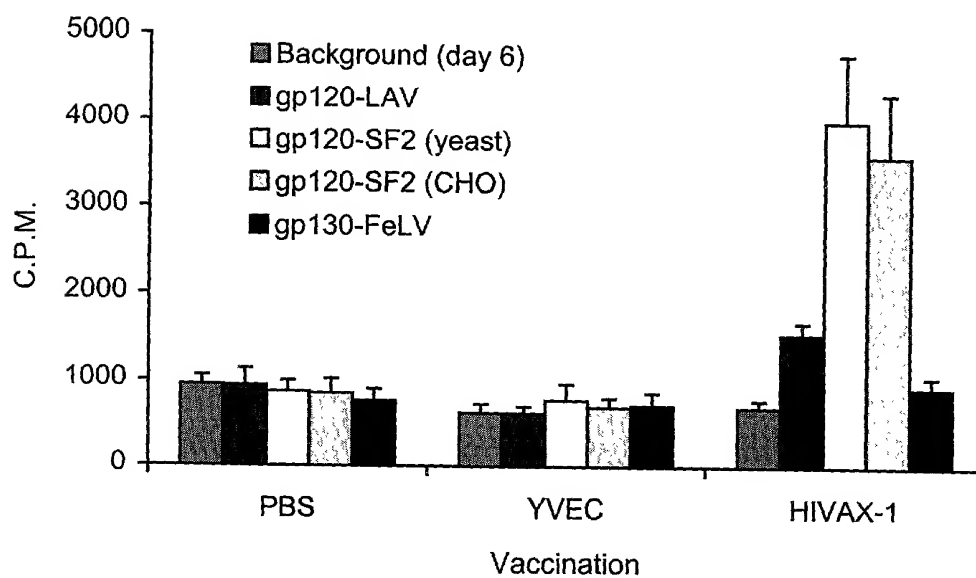 5000
4000
3000
2000
1000
0
C.P.M.
Background (day 6)
gp120-LAV
gp120-SF2 (yeast)
gp120-SF2 (CHO)
gp130-FeLV
PBS
YVEC
HIVAX-1
Vaccination